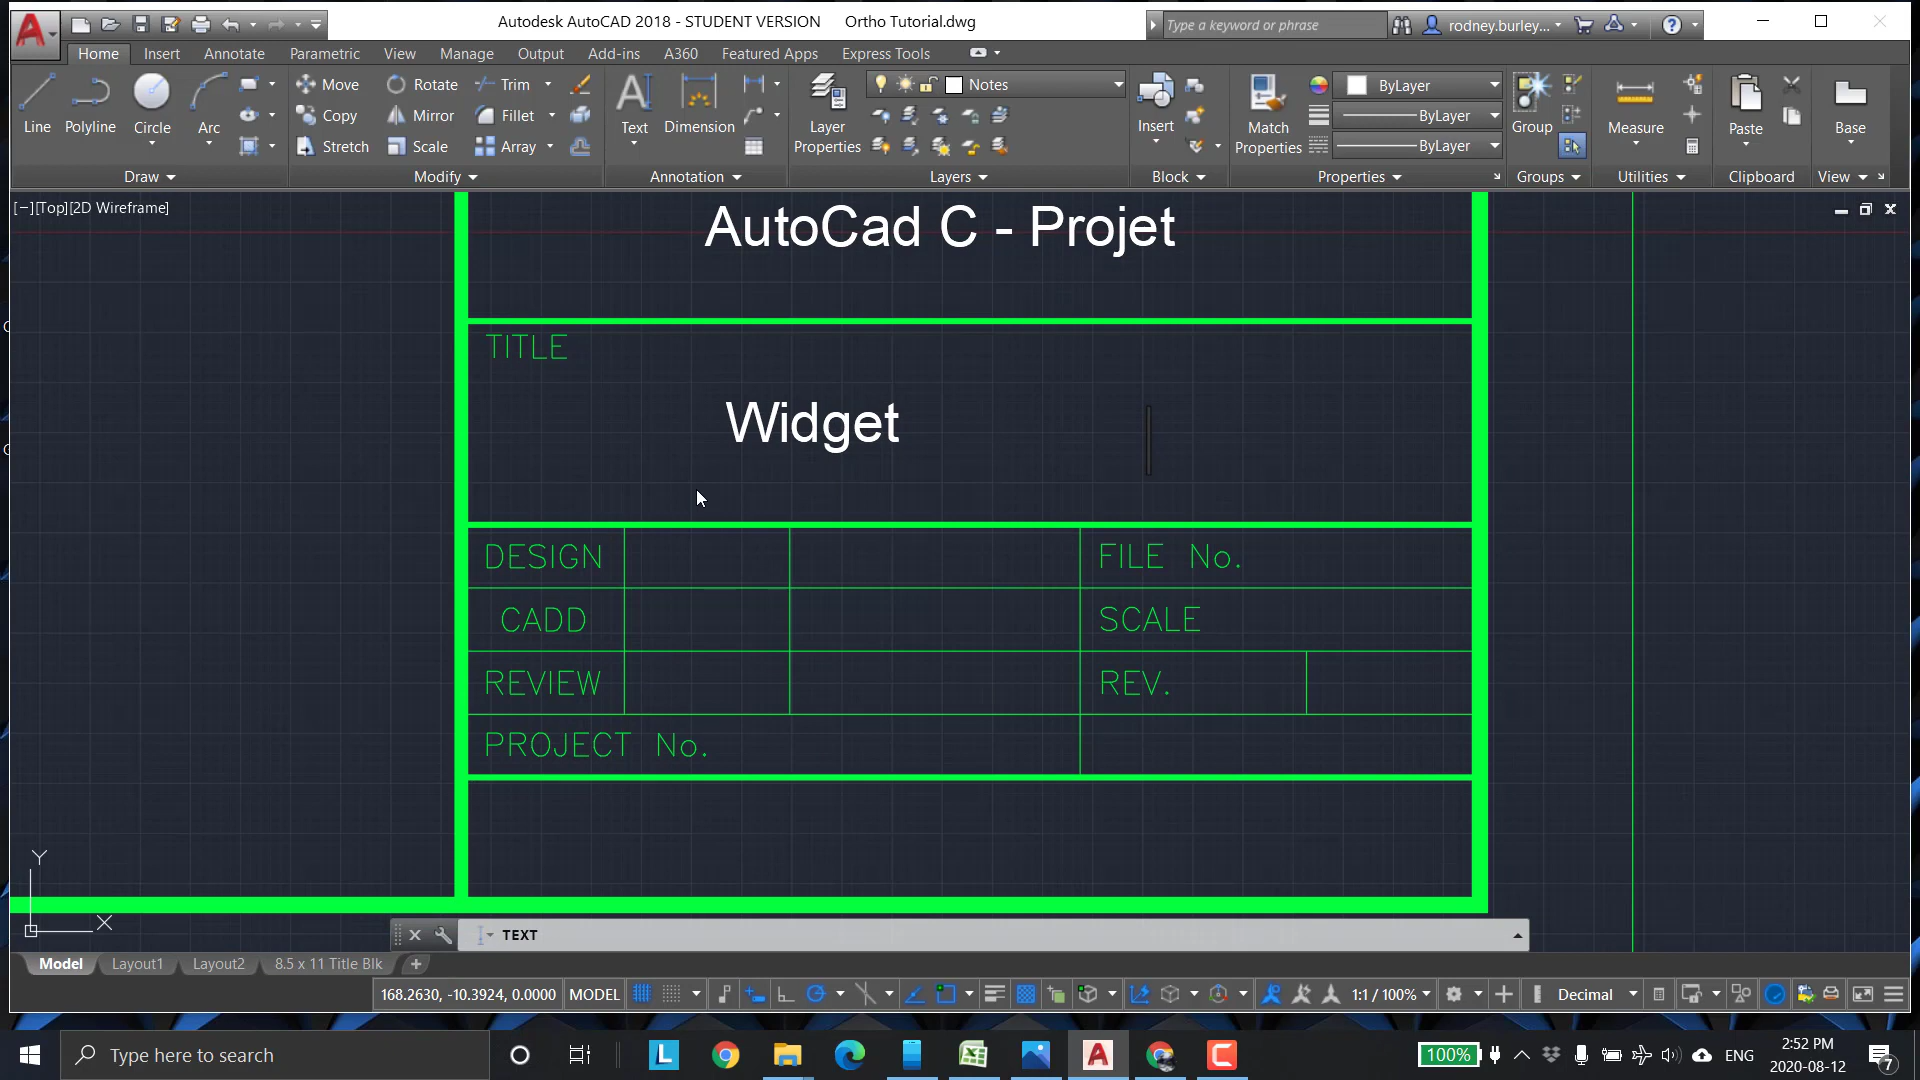 Autodesk AutoCAD 2018 - STUDENT VERSION Ortho Tutorial.dwg
Type a keyword or phrase
rodney.burley...
Home Insert Annotate Parametric View Manage Output Add-ins A360 Featured Apps Express Tools
Line Polyline Circle Arc
Move Rotate Trim
Copy Mirror Fillet
Stretch Scale Array
Text Dimension
Layer Properties
Notes
Insert
Match Properties
ByLayer
ByLayer
ByLayer
Group Measure Paste Base
Draw Modify Annotation Layers Block Properties Groups Utilities Clipboard View
[−][Top][2D Wireframe]
AutoCad C - Projet
TITLE
Widget
DESIGN FILE No.
CADD SCALE
REVIEW REV.
PROJECT No.
Y
X
TEXT
Model Layout1 Layout2 8.5 x 11 Title Blk +
168.2630, -10.3924, 0.0000 MODEL 1:1 / 100% Decimal
Type here to search
100% ENG
2:52 PM
2020-08-12
7